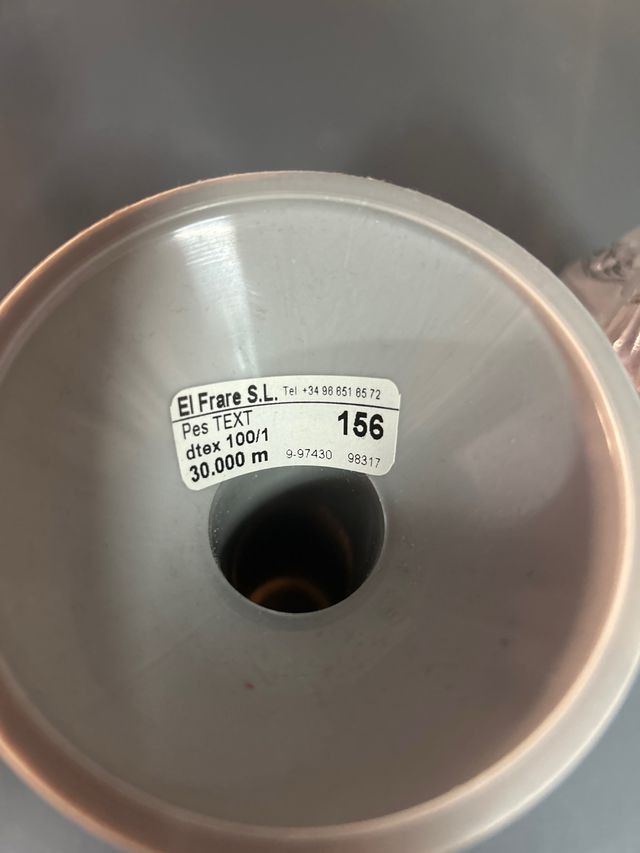 El Frare S.L. Tel +34 96 651 65 72
Pes TEXT
156
dtex 100/1
30.000 m 9-97430 98317